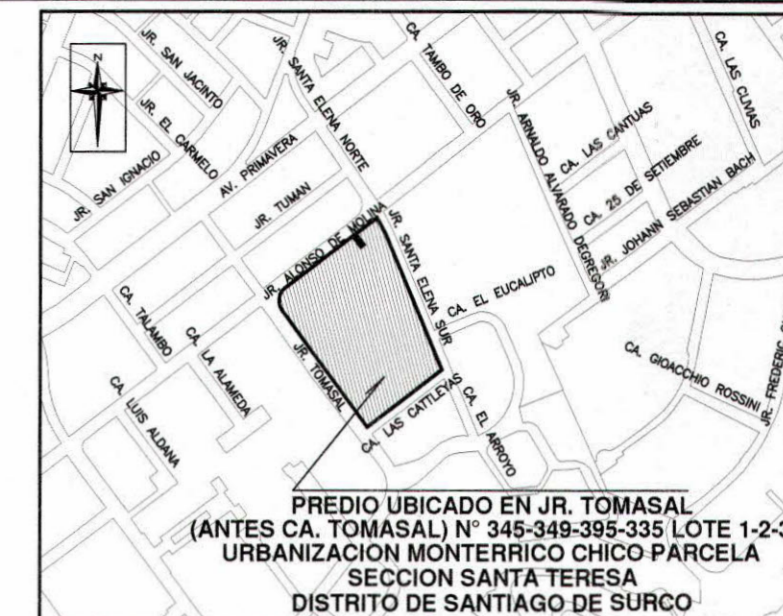 N
JR. SAN JACINTO
JR. EL CARMELO
JR. SAN IGNACIO
JR. SANTA ELENA NORTE
AV. PRIMAVERA
JR. TUMAN
CA. TAMBO DE ORO
JR. ARNALDO ALVARADO DEGREGORI
CA. LAS CANTUAS
CA. 25 DE SETIEMBRE
JR. JOHANN SEBASTIAN BACH
CA. LAS CLIVIAS
JR. ALONSO DE MOLINA
JR. SANTA ELENA SUR
CA. EL EUCALIPTO
CA. TALAMBO
CA. LA ALAMEDA
CA. LUIS ALDANA
JR. TOMASAL
CA. LAS CATTLEYAS
CA. EL ARROYO
CA. GIOACCHIO ROSSINI
JR. FREDERIC
PREDIO UBICADO EN JR. TOMASAL
(ANTES CA. TOMASAL) N° 345-349-395-335 LOTE 1-2-3
URBANIZACION MONTERRICO CHICO PARCELA
SECCION SANTA TERESA
DISTRITO DE SANTIAGO DE SURCO